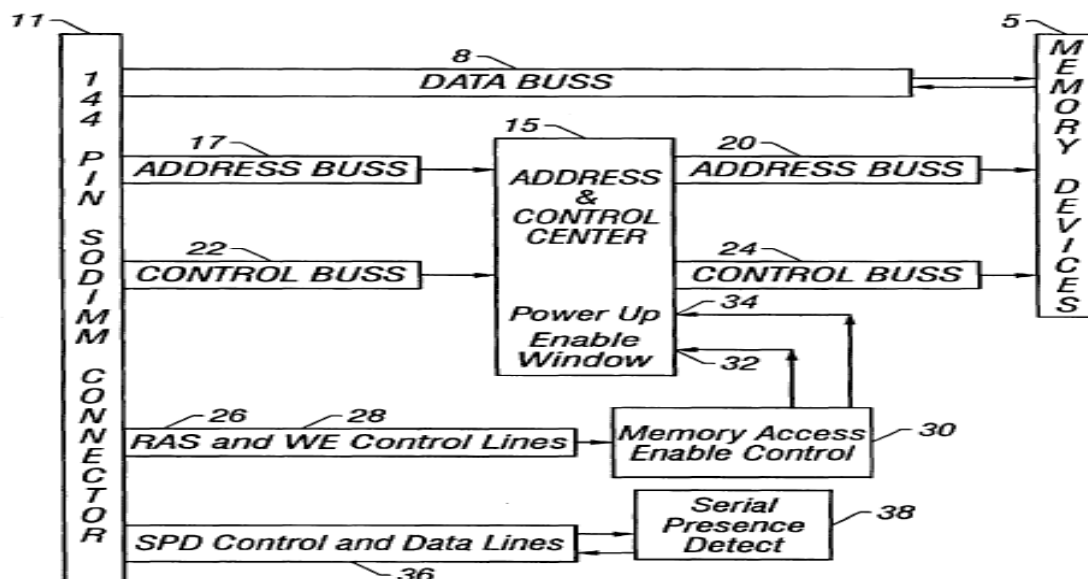 11
5
144 PIN SODIMM CONNECTOR
MEMORY DEVICES
8
DATA BUSS
17
ADDRESS BUSS
15
ADDRESS
&
CONTROL
CENTER
20
ADDRESS BUSS
22
CONTROL BUSS
24
CONTROL BUSS
Power Up
34
Enable
Window
32
26
28
RAS and WE Control Lines
Memory Access
Enable Control
30
Serial
Presence
Detect
38
SPD Control and Data Lines
36